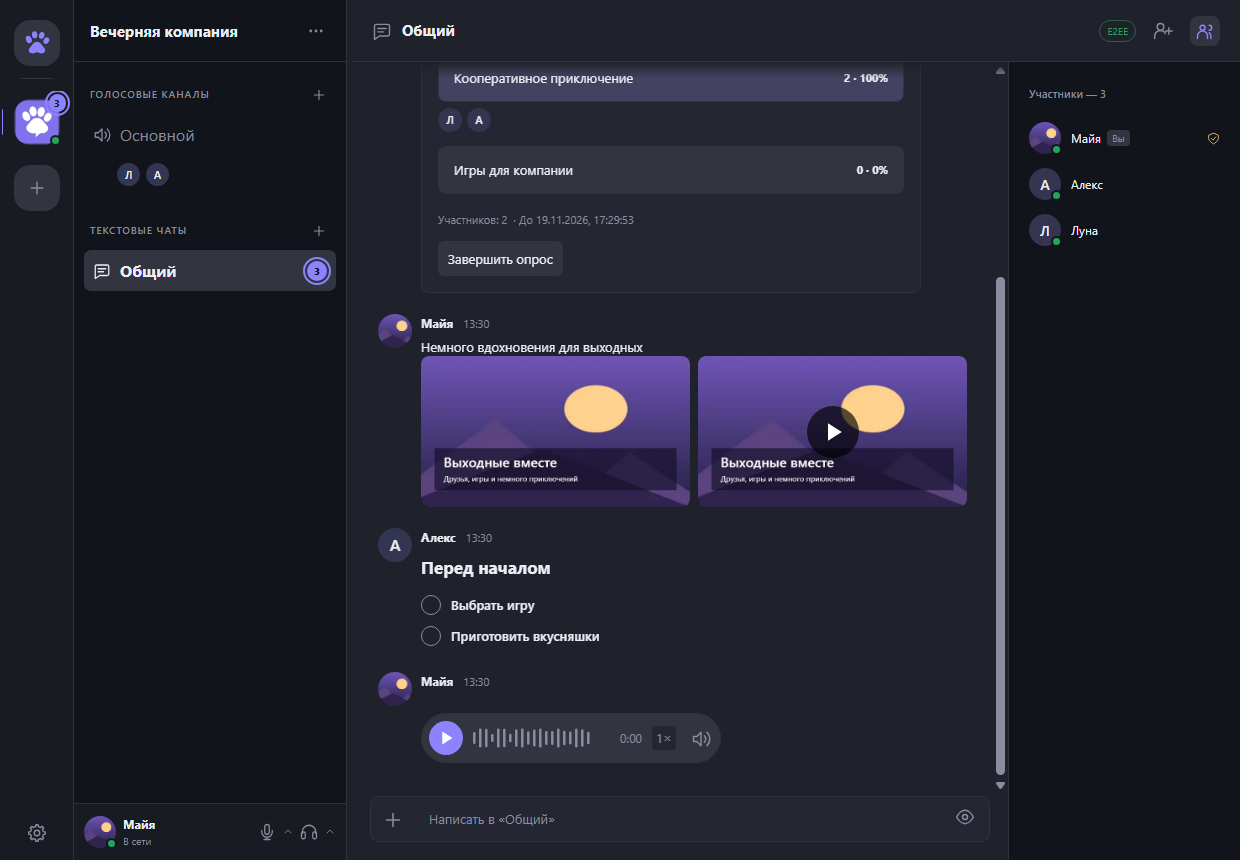 3
Вечерняя компания
ГОЛОСОВЫЕ КАНАЛЫ
Основной
Л А
ТЕКСТОВЫЕ ЧАТЫ
Общий 3
Майя
В сети
Общий
E2EE
Кооперативное приключение 2 · 100%
Л А
Игры для компании 0 · 0%
Участников: 2 · До 19.11.2026, 17:29:53
Завершить опрос
Майя 13:30
Немного вдохновения для выходных
Выходные вместе
Друзья, игры и немного приключений
Выходные вместе
Друзья, игры и немного приключений
А
Алекс 13:30
Перед началом
Выбрать игру
Приготовить вкусняшки
Майя 13:30
0:00 1×
Написать в «Общий»
Участники — 3
Майя Вы
А Алекс
Л Луна